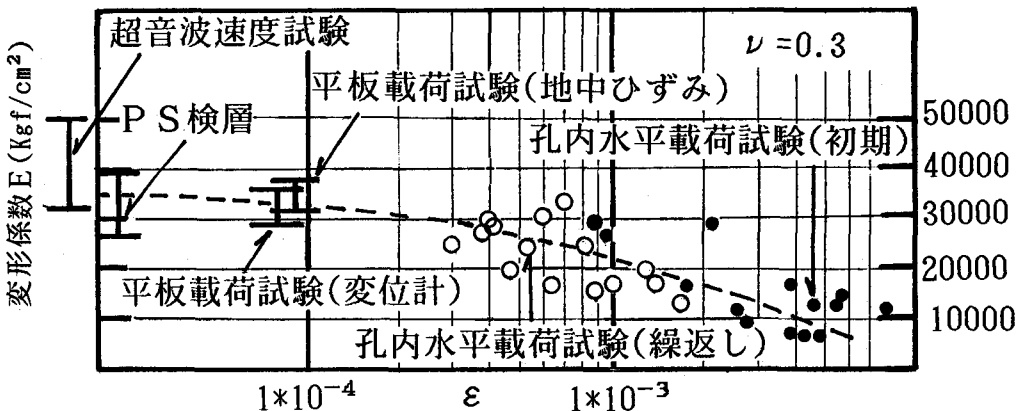 超音波速度試験
ν=0.3
平板載荷試験(地中ひずみ)
PS検層
孔内水平載荷試験(初期)
変形係数E(Kgf/cm²)
50000
40000
30000
20000
10000
平板載荷試験(変位計)
孔内水平載荷試験(繰返し)
1*10⁻⁴
ε
1*10⁻³